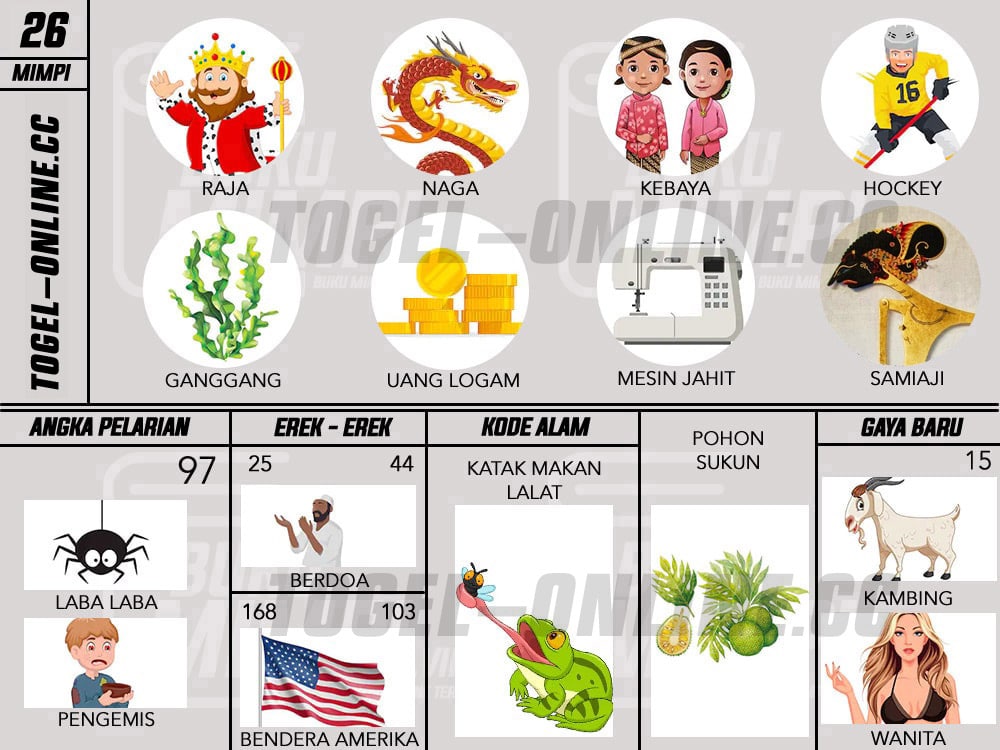 26
MIMPI
TOGEL-ONLINE.CC
RAJA
NAGA
KEBAYA
16
HOCKEY
TOGEL-ONLINE.CC
GANGGANG
UANG LOGAM
MESIN JAHIT
SAMIAJI
ANGKA PELARIAN
97
LABA LABA
PENGEMIS
EREK - EREK
25 44
BERDOA
168 103
BENDERA AMERIKA
KODE ALAM
KATAK MAKAN
LALAT
POHON
SUKUN
GAYA BARU
15
KAMBING
WANITA
TOGEL-ONLINE.CC